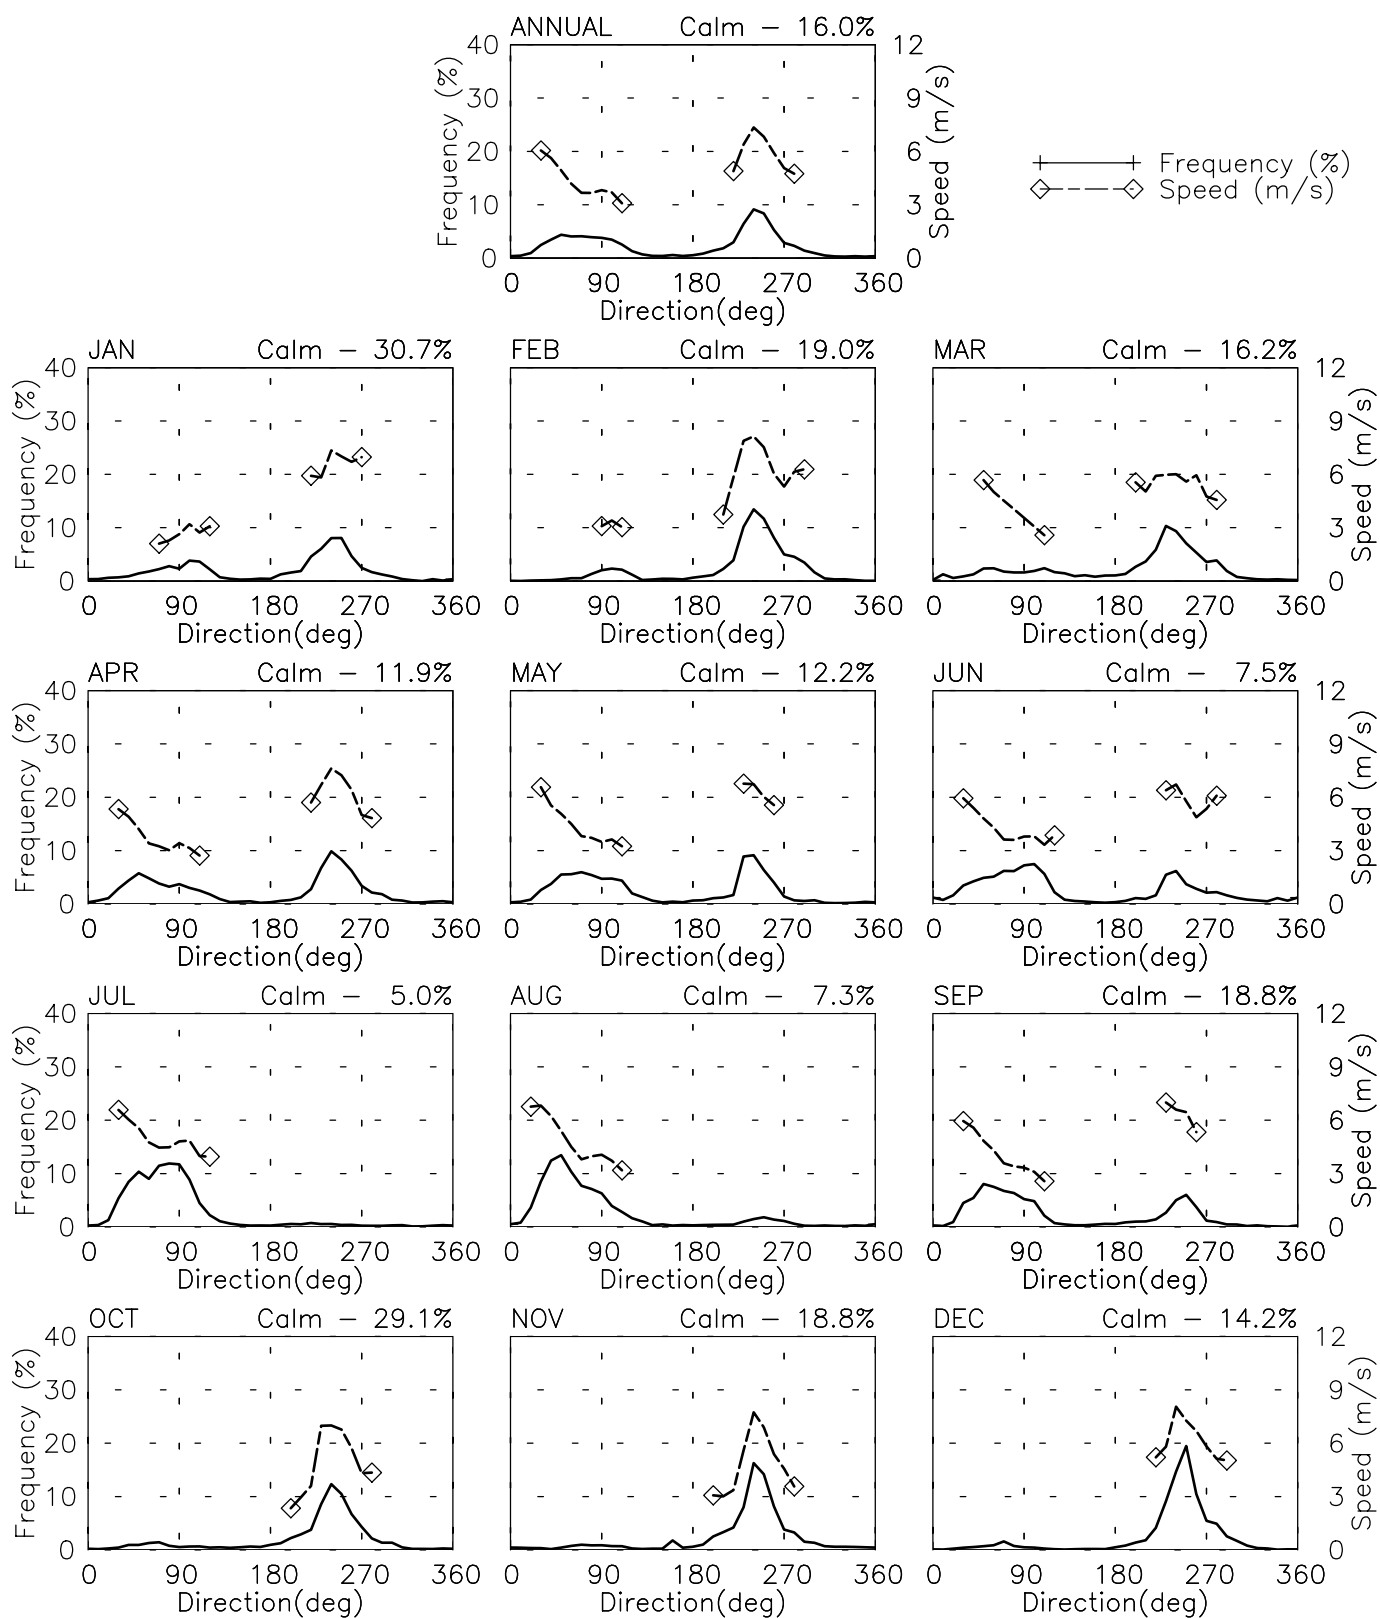 ANNUAL Calm – 16.0%
40 12
Frequency (%) Speed (m/s)
30 9
20 6
10 3
0 0
0 90 180 270 360
Direction(deg)
Frequency (%)
Speed (m/s)
JAN Calm – 30.7% FEB Calm – 19.0% MAR Calm – 16.2%
40 12
Frequency (%) Speed (m/s)
30 9
20 6
10 3
0 0
0 90 180 270 360 0 90 180 270 360 0 90 180 270 360
Direction(deg) Direction(deg) Direction(deg)
APR Calm – 11.9% MAY Calm – 12.2% JUN Calm – 7.5%
40 12
Frequency (%) Speed (m/s)
30 9
20 6
10 3
0 0
0 90 180 270 360 0 90 180 270 360 0 90 180 270 360
Direction(deg) Direction(deg) Direction(deg)
JUL Calm – 5.0% AUG Calm – 7.3% SEP Calm – 18.8%
40 12
Frequency (%) Speed (m/s)
30 9
20 6
10 3
0 0
0 90 180 270 360 0 90 180 270 360 0 90 180 270 360
Direction(deg) Direction(deg) Direction(deg)
OCT Calm – 29.1% NOV Calm – 18.8% DEC Calm – 14.2%
40 12
Frequency (%) Speed (m/s)
30 9
20 6
10 3
0 0
0 90 180 270 360 0 90 180 270 360 0 90 180 270 360
Direction(deg) Direction(deg) Direction(deg)